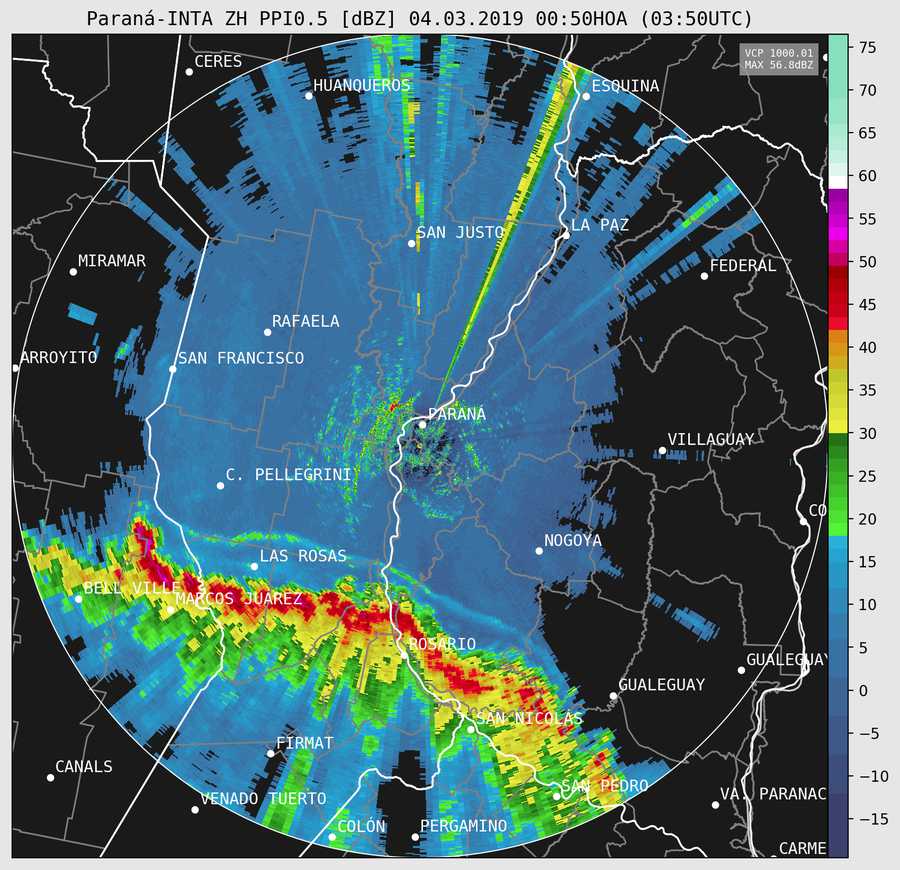 Paraná-INTA ZH PPI0.5 [dBZ] 04.03.2019 00:50HOA (03:50UTC)
VCP 1000.01
MAX 56.8dBZ
CERES
HUANQUEROS
ESQUINA
SAN JUSTO
LA PAZ
MIRAMAR
FEDERAL
RAFAELA
ARROYITO
SAN FRANCISCO
PARANÁ
VILLAGUAY
C. PELLEGRINI
CO
NOGOYA
LAS ROSAS
BELL VILLE
MARCOS JUÁREZ
ROSARIO
GUALEGUAY
GUALEGUAY
SAN NICOLÁS
FIRMAT
CANALS
SAN PEDRO
VENADO TUERTO
VA. PARANAC
COLÓN
PERGAMINO
CARME
75
70
65
60
55
50
45
40
35
30
25
20
15
10
5
0
−5
−10
−15